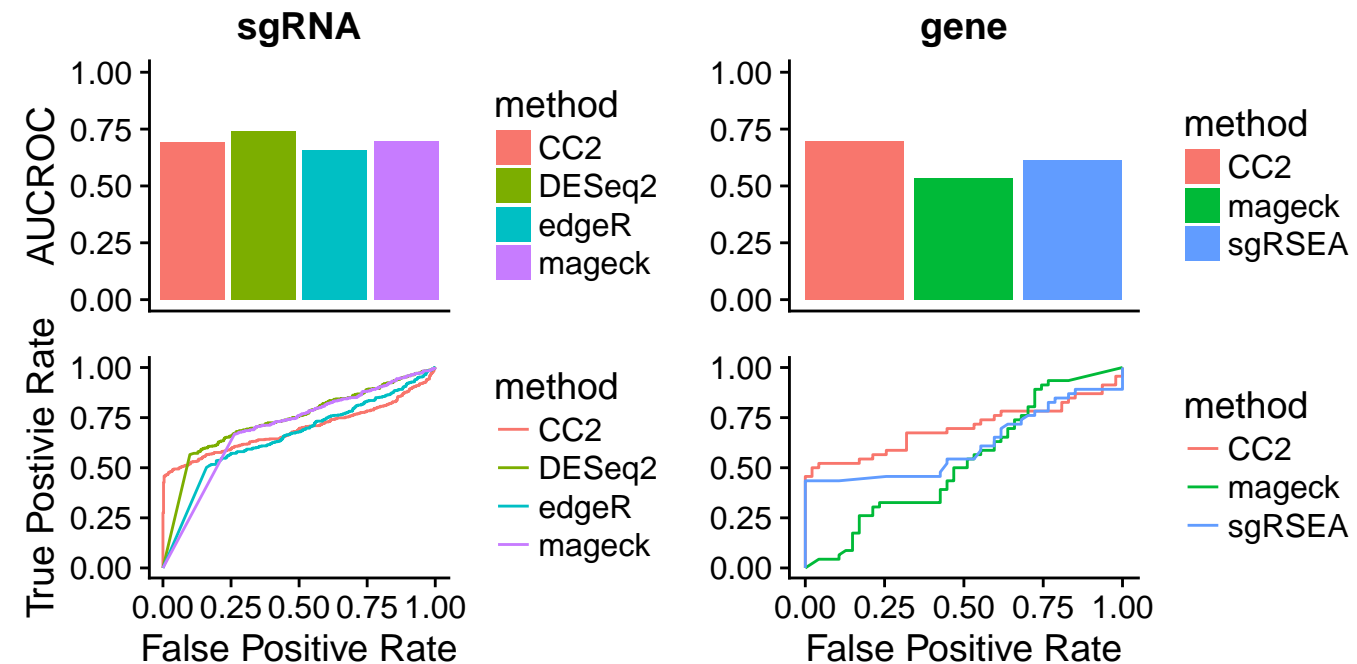 sgRNA
AUCROC
1.00
0.75
0.50
0.25
0.00
method
CC2
DESeq2
edgeR
mageck
gene
1.00
0.75
0.50
0.25
0.00
method
CC2
mageck
sgRSEA
True Postivie Rate
1.00
0.75
0.50
0.25
0.00
0.00 0.25 0.50 0.75 1.00
False Positive Rate
method
CC2
DESeq2
edgeR
mageck
1.00
0.75
0.50
0.25
0.00
0.00 0.25 0.50 0.75 1.00
False Positive Rate
method
CC2
mageck
sgRSEA